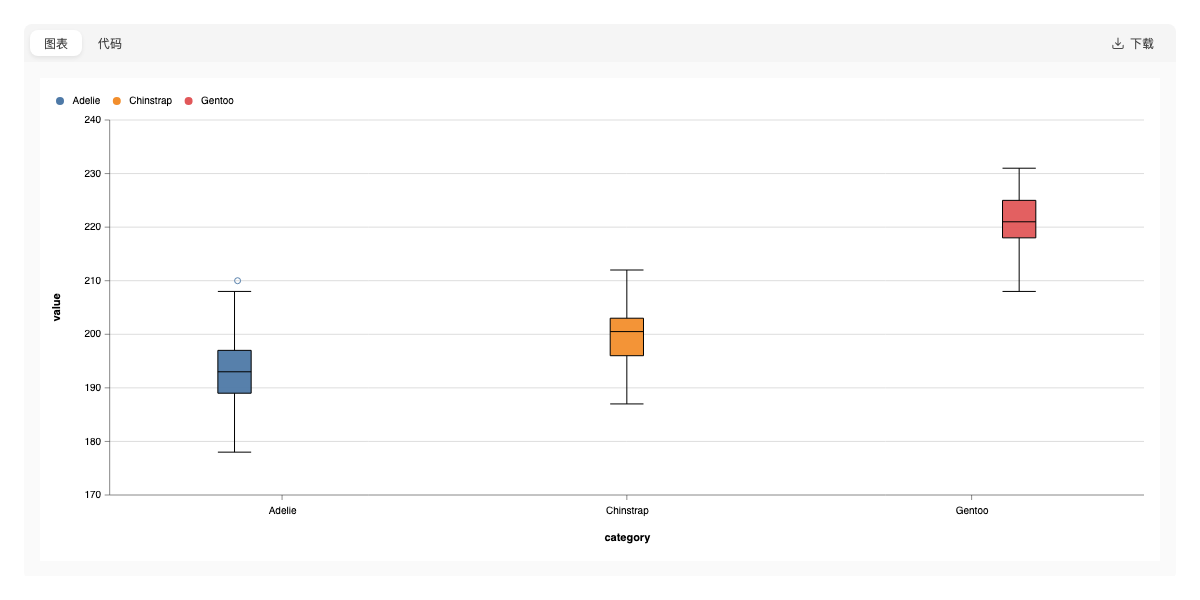 图表 代码 下载
Adelie Chinstrap Gentoo
240
230
220
210
200
190
180
170
value
Adelie Chinstrap Gentoo
category